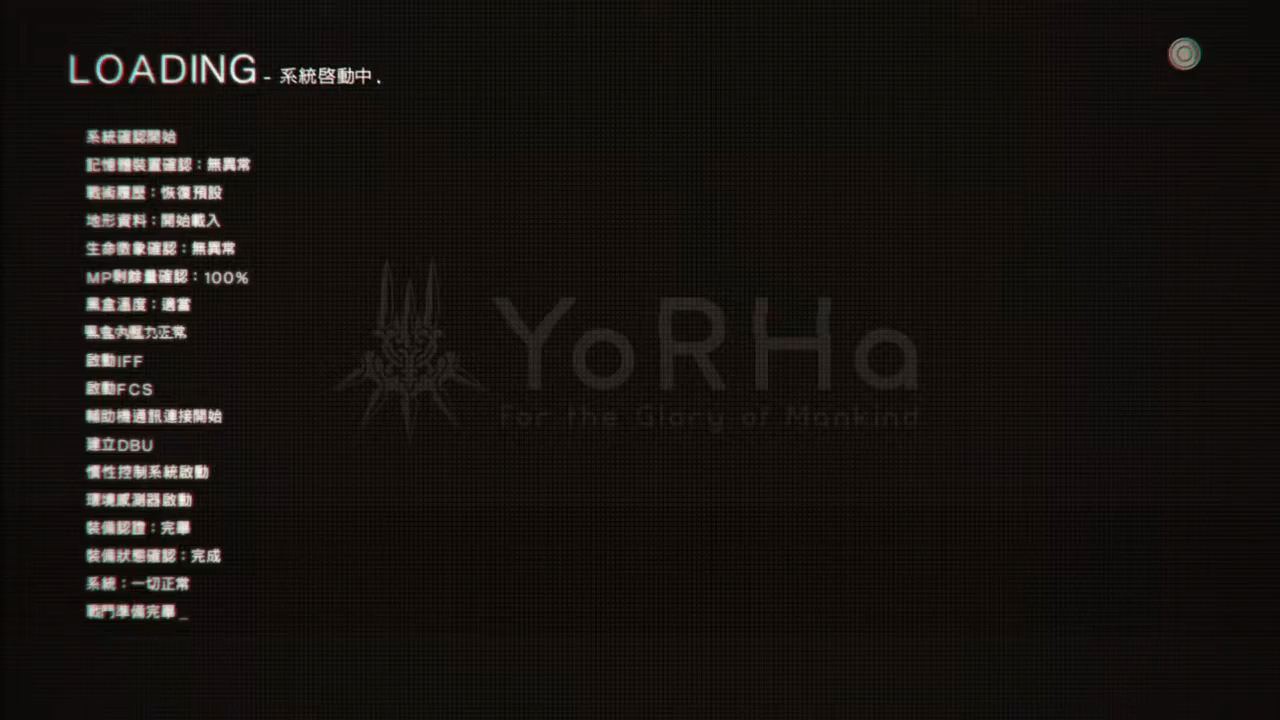 LOADING - 系統啓動中.
系統確認開始
記憶體裝置確認：無異常
戰術履歷：恢復預設
地形資料：開始載入
生命徵象確認：無異常
MP剩餘量確認：100%
黑盒溫度：適當
黑盒內壓力正常
啟動IFF
啟動FCS
輔助機通訊連接開始
建立DBU
慣性控制系統啟動
環境感測器啟動
裝備認證：完畢
裝備狀態確認：完成
系統：一切正常
戰鬥準備完畢_
YoRHa
For the Glory of Mankind